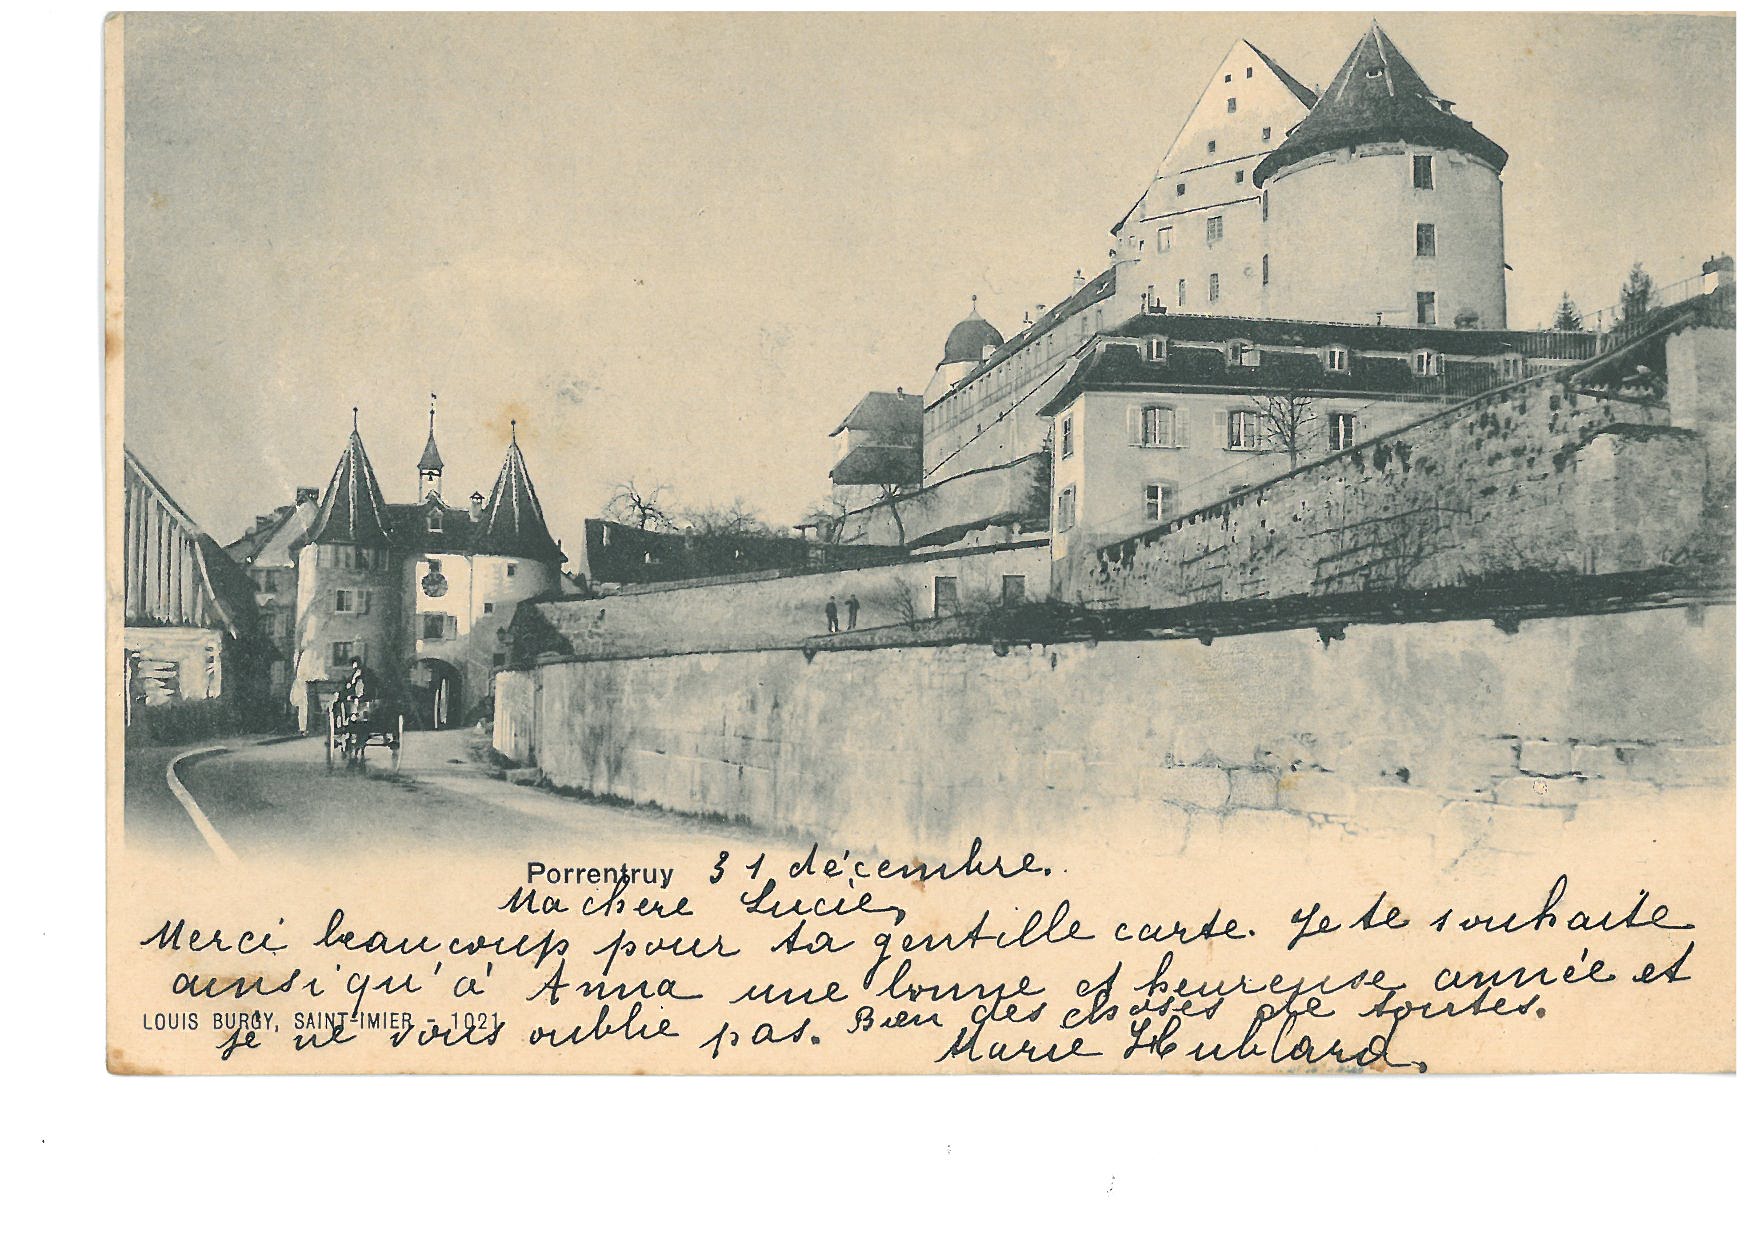 Porrentruy 31 décembre.
Ma chère Lucie,
Merci beaucoup pour ta gentille carte. Je te souhaite
ainsi qu'à Anna une bonne et heureuse année et
je ne vous oublie pas. Bien des choses de toutes.
Marie Hublard.
LOUIS BURGY, SAINT-IMIER - 1021